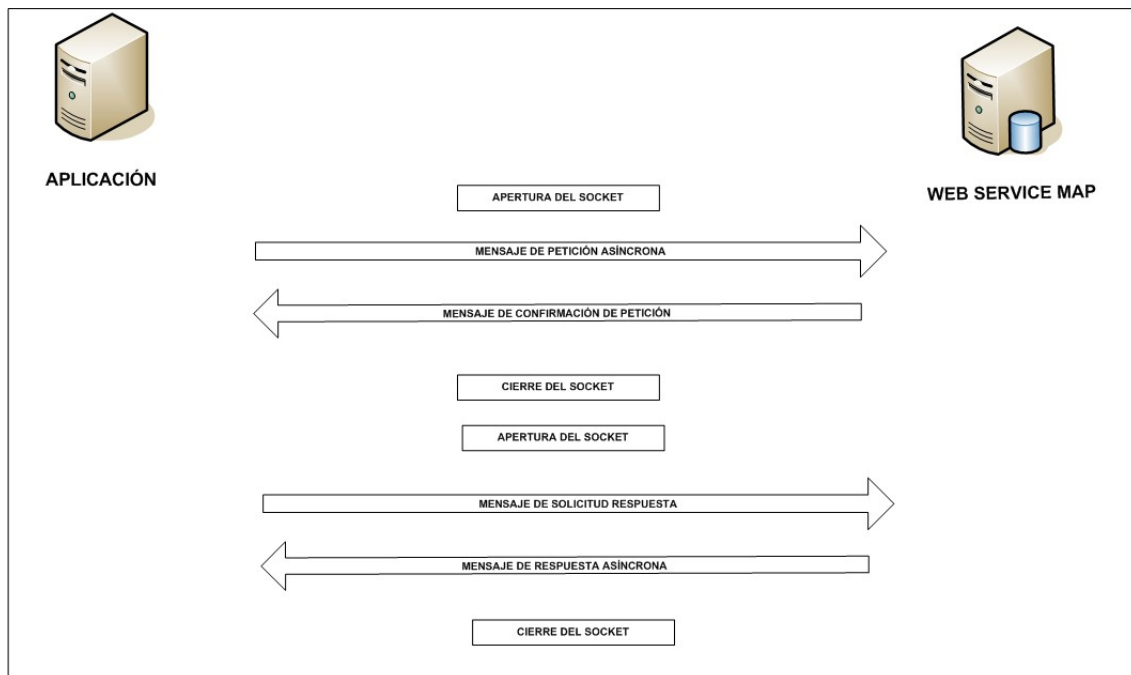 APLICACIÓN
WEB SERVICE MAP
APERTURA DEL SOCKET
MENSAJE DE PETICIÓN ASÍNCRONA
MENSAJE DE CONFIRMACIÓN DE PETICIÓN
CIERRE DEL SOCKET
APERTURA DEL SOCKET
MENSAJE DE SOLICITUD RESPUESTA
MENSAJE DE RESPUESTA ASÍNCRONA
CIERRE DEL SOCKET